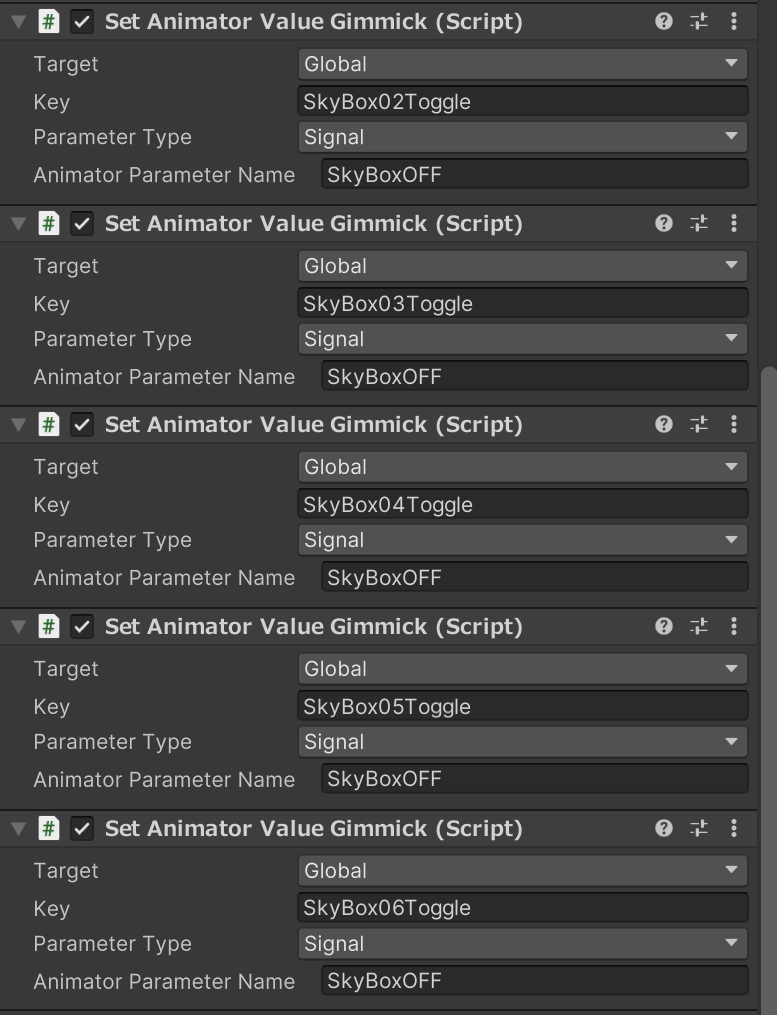 # Set Animator Value Gimmick (Script)
Target Global
Key SkyBox02Toggle
Parameter Type Signal
Animator Parameter Name SkyBoxOFF
# Set Animator Value Gimmick (Script)
Target Global
Key SkyBox03Toggle
Parameter Type Signal
Animator Parameter Name SkyBoxOFF
# Set Animator Value Gimmick (Script)
Target Global
Key SkyBox04Toggle
Parameter Type Signal
Animator Parameter Name SkyBoxOFF
# Set Animator Value Gimmick (Script)
Target Global
Key SkyBox05Toggle
Parameter Type Signal
Animator Parameter Name SkyBoxOFF
# Set Animator Value Gimmick (Script)
Target Global
Key SkyBox06Toggle
Parameter Type Signal
Animator Parameter Name SkyBoxOFF